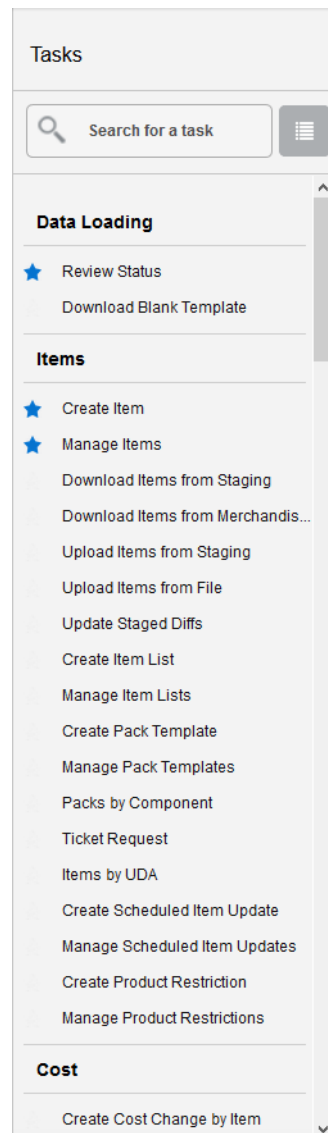 Tasks
Search for a task
Data Loading
Review Status
Download Blank Template
Items
Create Item
Manage Items
Download Items from Staging
Download Items from Merchandis...
Upload Items from Staging
Upload Items from File
Update Staged Diffs
Create Item List
Manage Item Lists
Create Pack Template
Manage Pack Templates
Packs by Component
Ticket Request
Items by UDA
Create Scheduled Item Update
Manage Scheduled Item Updates
Create Product Restriction
Manage Product Restrictions
Cost
Create Cost Change by Item